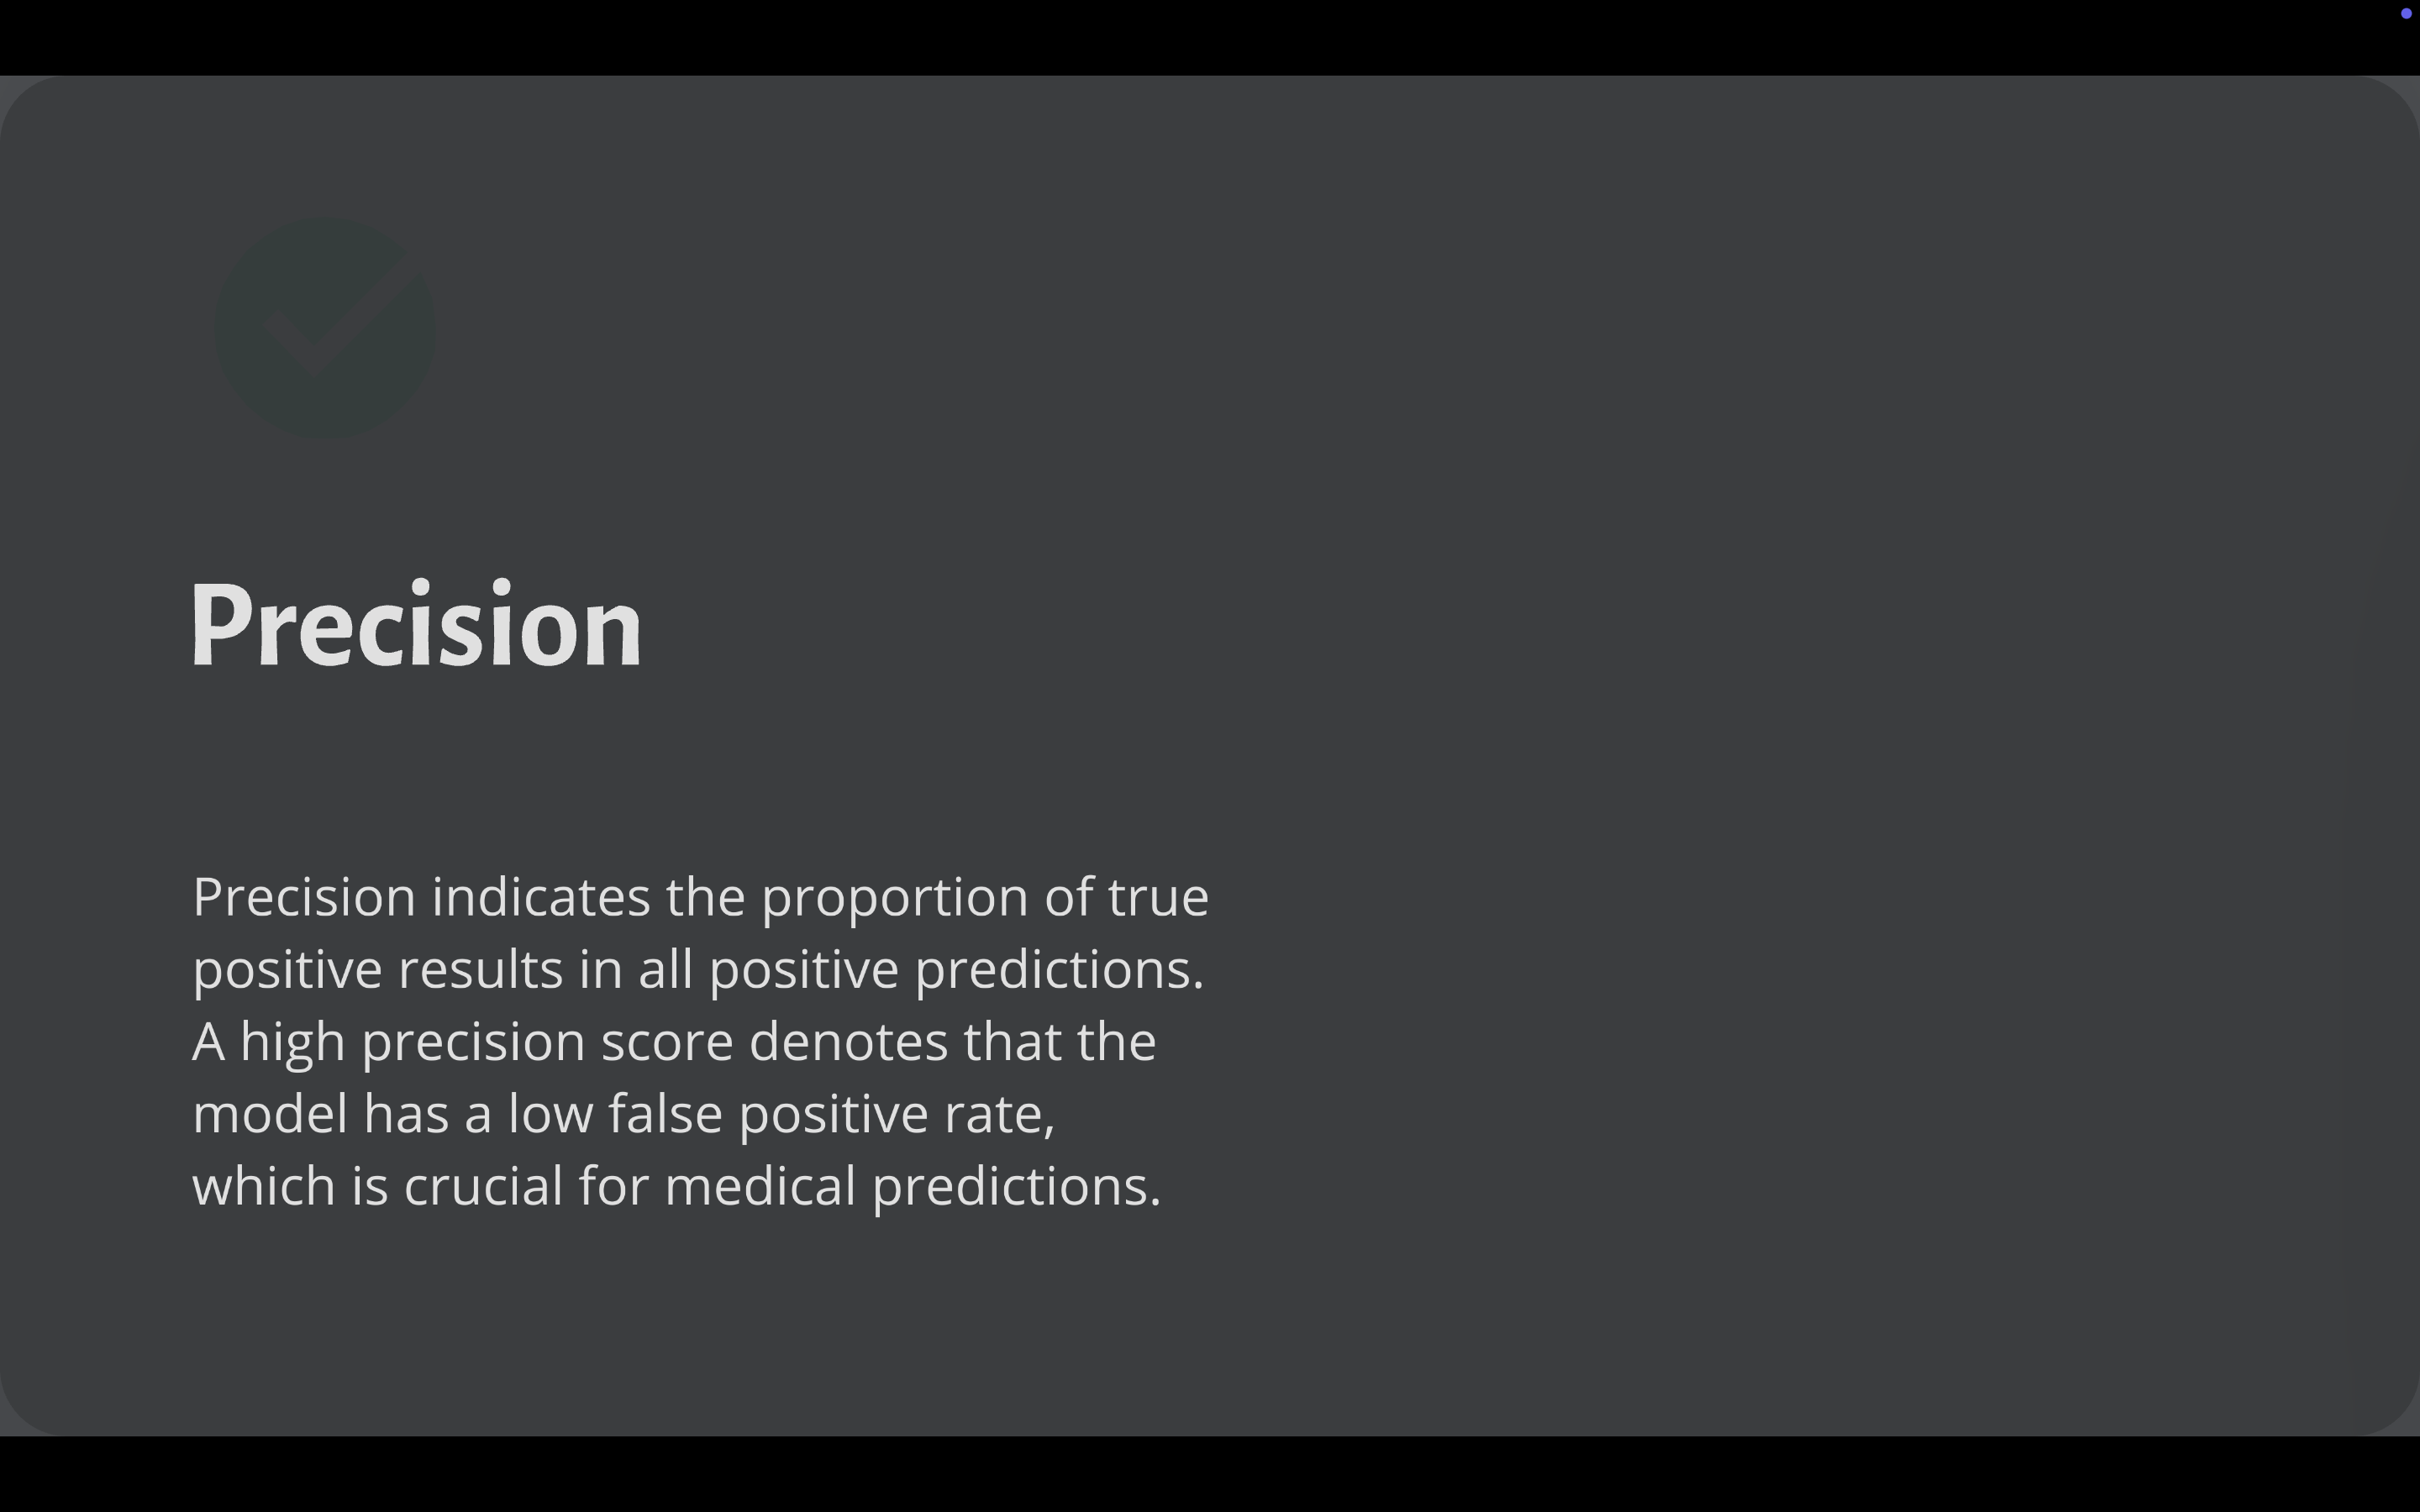 Precision
Precision indicates the proportion of true
positive results in all positive predictions.
A high precision score denotes that the
model has a low false positive rate,
which is crucial for medical predictions.